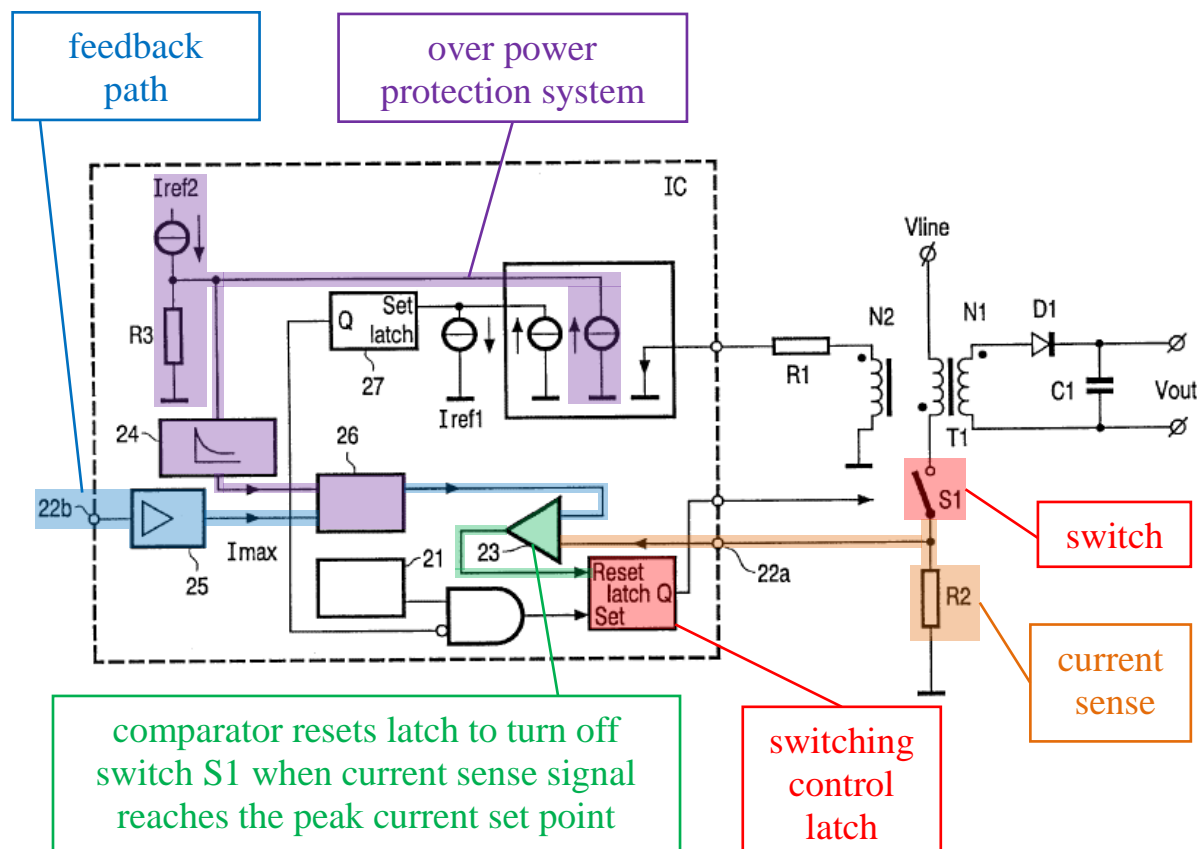 feedback
path
over power
protection system
Iref2
IC
Vline
R3
Q
Set
latch
27
Iref1
R1
N2
N1
D1
C1
Vout
T1
24
26
S1
switch
22b
25
Imax
23
22a
21
Reset
latch Q
Set
R2
current
sense
comparator resets latch to turn off
switch S1 when current sense signal
reaches the peak current set point
switching
control
latch